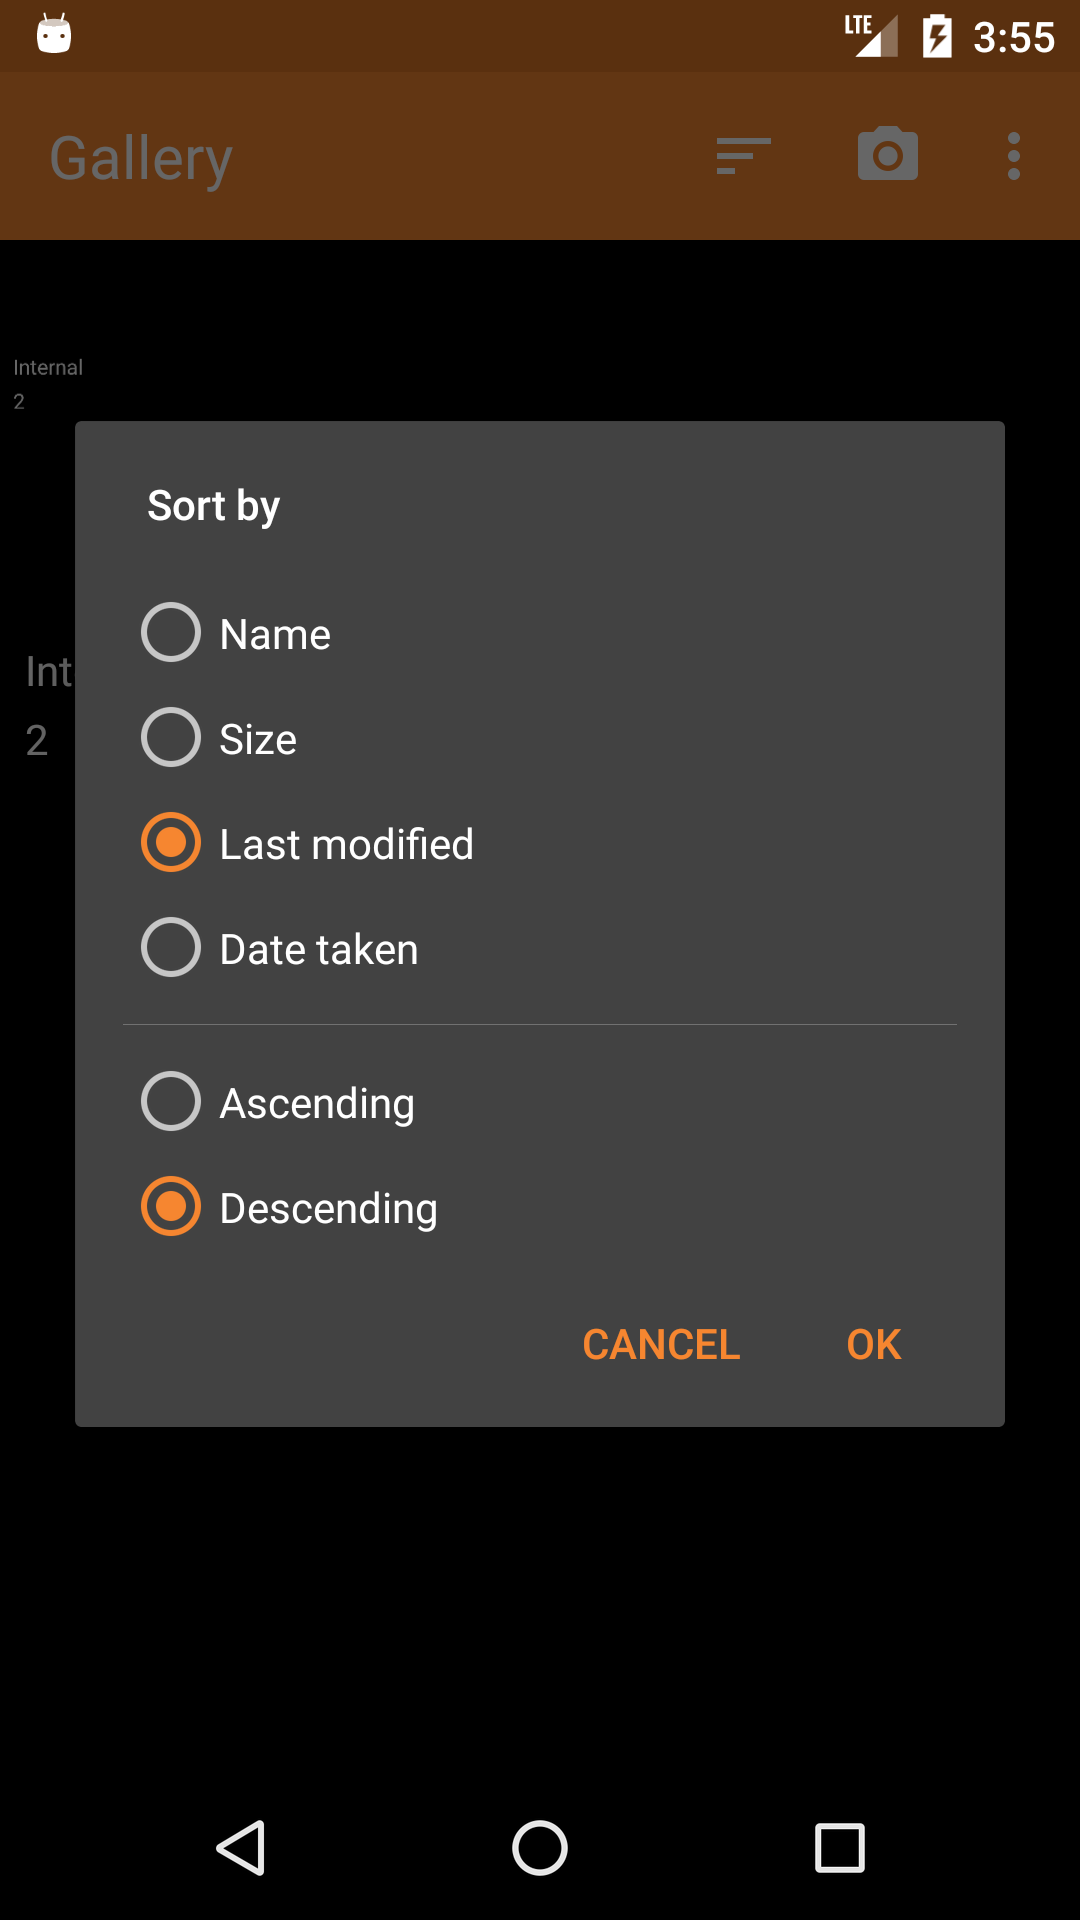 LTE 3:55
Gallery
Internal
2
Int
2
Sort by
Name
Size
Last modified
Date taken
Ascending
Descending
CANCEL OK